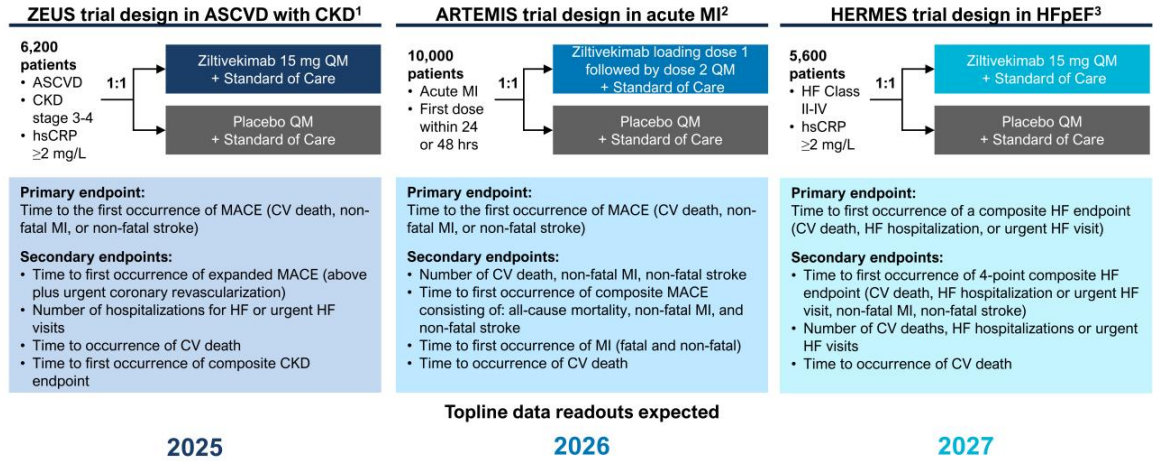 ZEUS trial design in ASCVD with CKD1
6,200
patients
• ASCVD
• CKD
stage 3-4
• hsCRP
≥2 mg/L
1:1
Ziltivekimab 15 mg QM
+ Standard of Care
Placebo QM
+ Standard of Care
Primary endpoint:
Time to the first occurrence of MACE (CV death, non-
fatal MI, or non-fatal stroke)
Secondary endpoints:
• Time to first occurrence of expanded MACE (above
plus urgent coronary revascularization)
• Number of hospitalizations for HF or urgent HF
visits
• Time to occurrence of CV death
• Time to first occurrence of composite CKD
endpoint
ARTEMIS trial design in acute MI2
10,000
patients
• Acute MI
• First dose
within 24
or 48 hrs
1:1
Ziltivekimab loading dose 1
followed by dose 2 QM
+ Standard of Care
Placebo QM
+ Standard of Care
Primary endpoint:
Time to the first occurrence of MACE (CV death, non-
fatal MI, or non-fatal stroke)
Secondary endpoints:
• Number of CV death, non-fatal MI, non-fatal stroke
• Time to first occurrence of composite MACE
consisting of: all-cause mortality, non-fatal MI, and
non-fatal stroke
• Time to first occurrence of MI (fatal and non-fatal)
• Time to occurrence of CV death
HERMES trial design in HFpEF3
5,600
patients
• HF Class
II-IV
• hsCRP
≥2 mg/L
1:1
Ziltivekimab 15 mg QM
+ Standard of Care
Placebo QM
+ Standard of Care
Primary endpoint:
Time to first occurrence of a composite HF endpoint
(CV death, HF hospitalization, or urgent HF visit)
Secondary endpoints:
• Time to first occurrence of 4-point composite HF
endpoint (CV death, HF hospitalization or urgent HF
visit, non-fatal MI, non-fatal stroke)
• Number of CV deaths, HF hospitalizations or urgent
HF visits
• Time to occurrence of CV death
Topline data readouts expected
2025
2026
2027